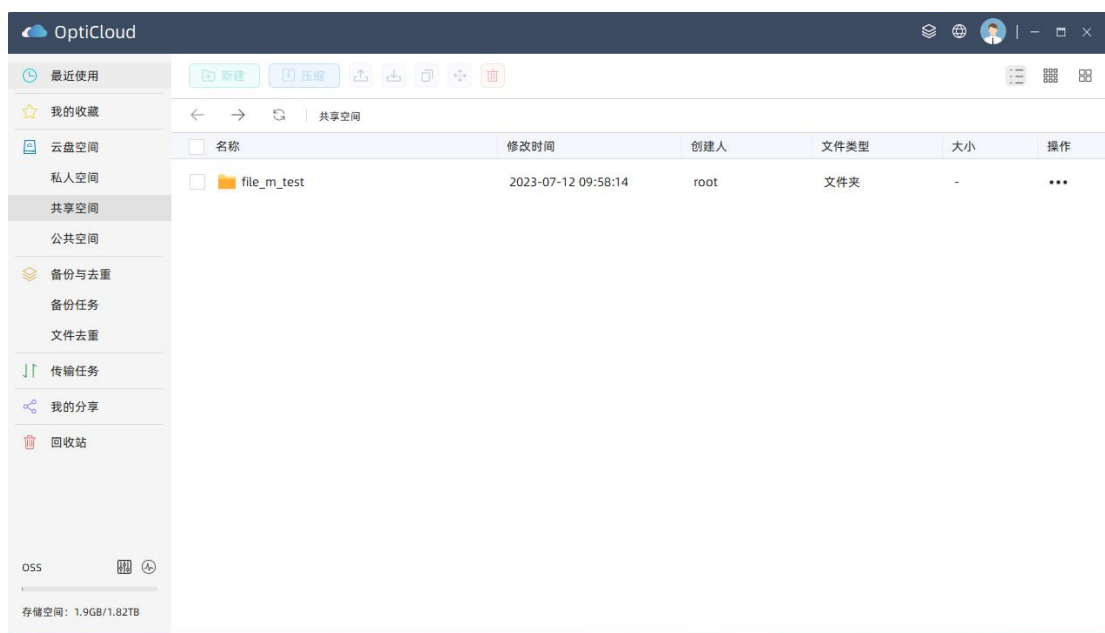 OptiCloud
最近使用
新建
压缩
我的收藏
共享空间
云盘空间
名称
修改时间
创建人
文件类型
大小
操作
私人空间
file_m_test
2023-07-12 09:58:14
root
文件夹
-
•••
共享空间
公共空间
备份与去重
备份任务
文件去重
传输任务
我的分享
回收站
OSS
存储空间：1.9GB/1.82TB